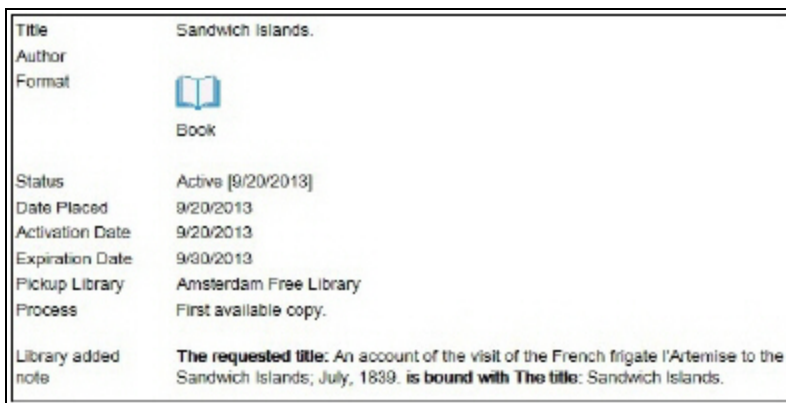 Title Sandwich Islands.
Author
Format
Book
Status Active [9/20/2013]
Date Placed 9/20/2013
Activation Date 9/20/2013
Expiration Date 9/30/2013
Pickup Library Amsterdam Free Library
Process First available copy.
Library added The requested title: An account of the visit of the French frigate l'Artemise to the
note Sandwich Islands; July, 1839. is bound with The title: Sandwich Islands.